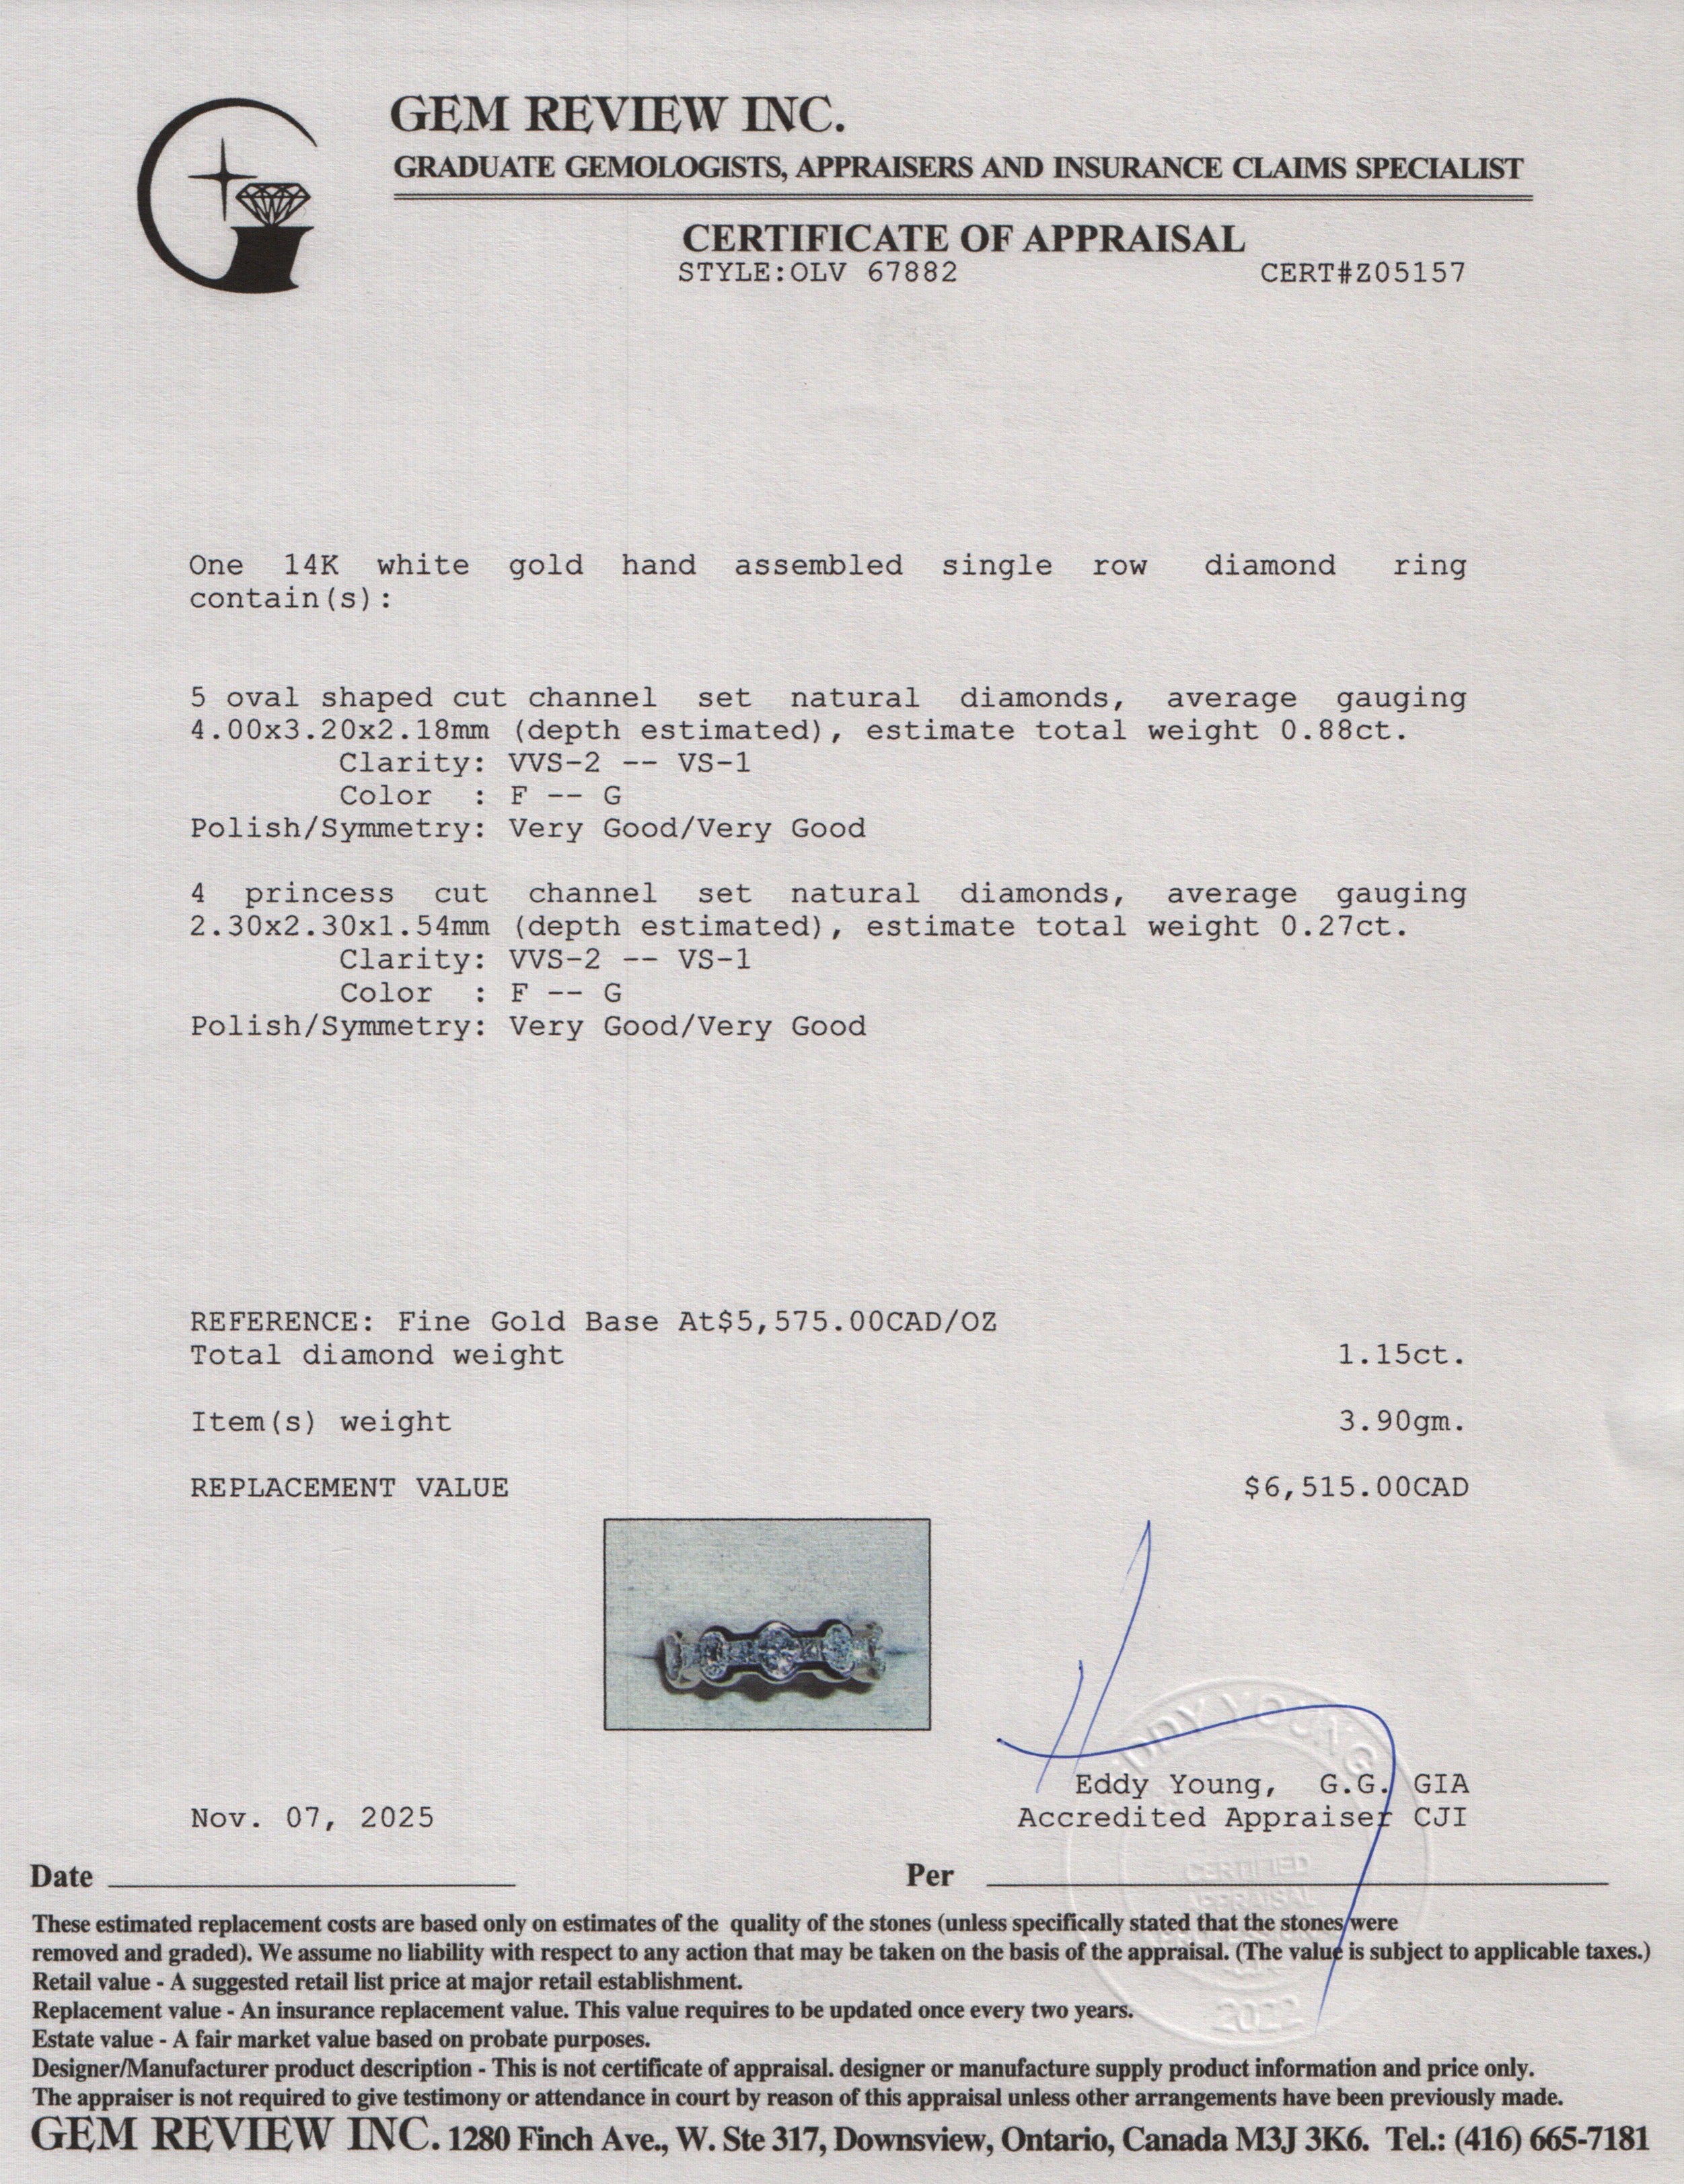 GEM REVIEW INC.
GRADUATE GEMOLOGISTS, APPRAISERS AND INSURANCE CLAIMS SPECIALIST
CERTIFICATE OF APPRAISAL
STYLE:OLV 67882 CERT#Z05157
One 14K white gold hand assembled single row diamond ring
contain(s):
5 oval shaped cut channel set natural diamonds, average gauging
4.00x3.20x2.18mm (depth estimated), estimate total weight 0.88ct.
Clarity: VVS-2 -- VS-1
Color : F -- G
Polish/Symmetry: Very Good/Very Good
4 princess cut channel set natural diamonds, average gauging
2.30x2.30x1.54mm (depth estimated), estimate total weight 0.27ct.
Clarity: VVS-2 -- VS-1
Color : F -- G
Polish/Symmetry: Very Good/Very Good
REFERENCE: Fine Gold Base At$5,575.00CAD/OZ
Total diamond weight 1.15ct.
Item(s) weight 3.90gm.
REPLACEMENT VALUE $6,515.00CAD
EDDY YOUNG
Eddy Young, G.G. GIA
Nov. 07, 2025 Accredited Appraiser CJI
CERTIFIED
APPRAISAL
2022
Date Per
These estimated replacement costs are based only on estimates of the quality of the stones (unless specifically stated that the stones were
removed and graded). We assume no liability with respect to any action that may be taken on the basis of the appraisal. (The value is subject to applicable taxes.)
Retail value - A suggested retail list price at major retail establishment.
Replacement value - An insurance replacement value. This value requires to be updated once every two years.
Estate value - A fair market value based on probate purposes.
Designer/Manufacturer product description - This is not certificate of appraisal. designer or manufacture supply product information and price only.
The appraiser is not required to give testimony or attendance in court by reason of this appraisal unless other arrangements have been previously made.
GEM REVIEW INC. 1280 Finch Ave., W. Ste 317, Downsview, Ontario, Canada M3J 3K6. Tel.: (416) 665-7181